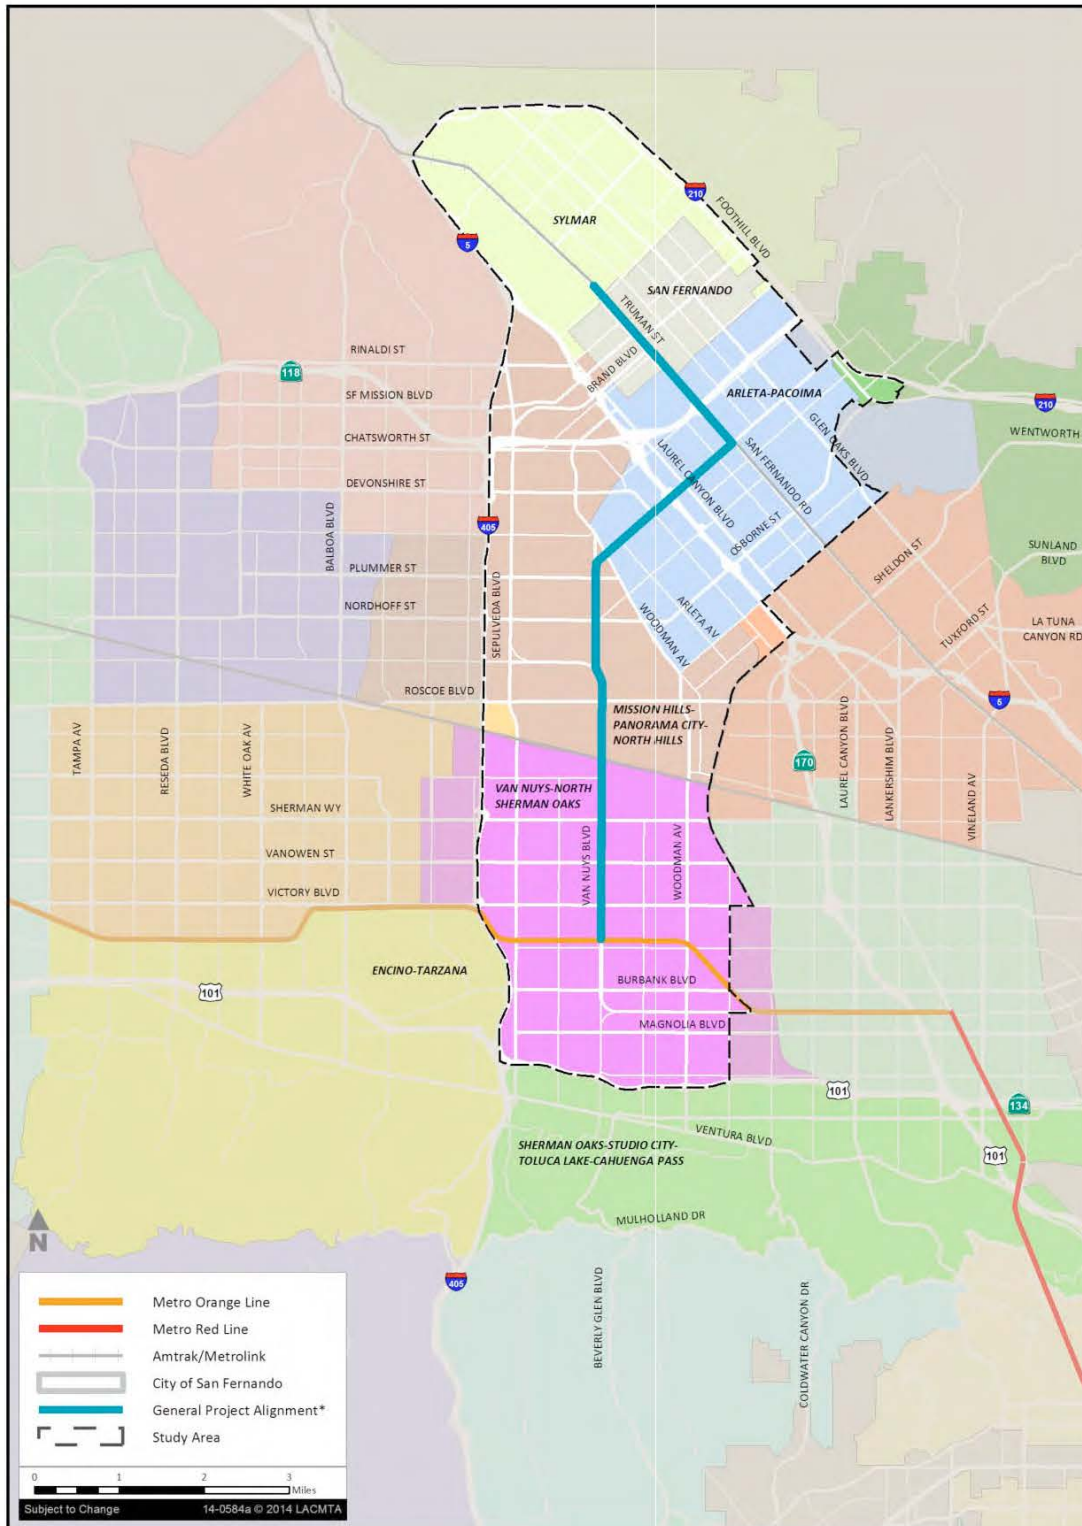 210
FOOTHILL BLVD
SYLMAR
5
SAN FERNANDO
TRUMAN ST
RINALDI ST
118
BRAND BLVD
SF MISSION BLVD
ARLETA-PACOIMA
210
CHATSWORTH ST
GLEN OAKS BLVD
WENTWORTH
LAUREL CANYON BLVD
SAN FERNANDO RD
DEVONSHIRE ST
405
BALBOA BLVD
OSBORNE ST
SUNLAND
BLVD
SHELDON ST
PLUMMER ST
NORDHOFF ST
SEPULVEDA BLVD
WOODMAN AV
ARLETA AV
TUXFORD ST
LA TUNA
CANYON RD
ROSCOE BLVD
5
MISSION HILLS-
PANORAMA CITY-
NORTH HILLS
TAMPA AV
RESEDA BLVD
WHITE OAK AV
170
LAUREL CANYON BLVD
LANKERSHIM BLVD
VINELAND AV
VAN NUYS-NORTH
SHERMAN OAKS
SHERMAN WY
VAN NUYS BLVD
WOODMAN AV
VANOWEN ST
VICTORY BLVD
ENCINO-TARZANA
BURBANK BLVD
101
MAGNOLIA BLVD
101
134
VENTURA BLVD
SHERMAN OAKS-STUDIO CITY-
TOLUCA LAKE-CAHUENGA PASS
101
MULHOLLAND DR
N
405
BEVERLY GLEN BLVD
COLDWATER CANYON DR
Metro Orange Line
Metro Red Line
Amtrak/Metrolink
City of San Fernando
General Project Alignment*
Study Area
0 1 2 3
Miles
Subject to Change 14-0584a © 2014 LACMTA